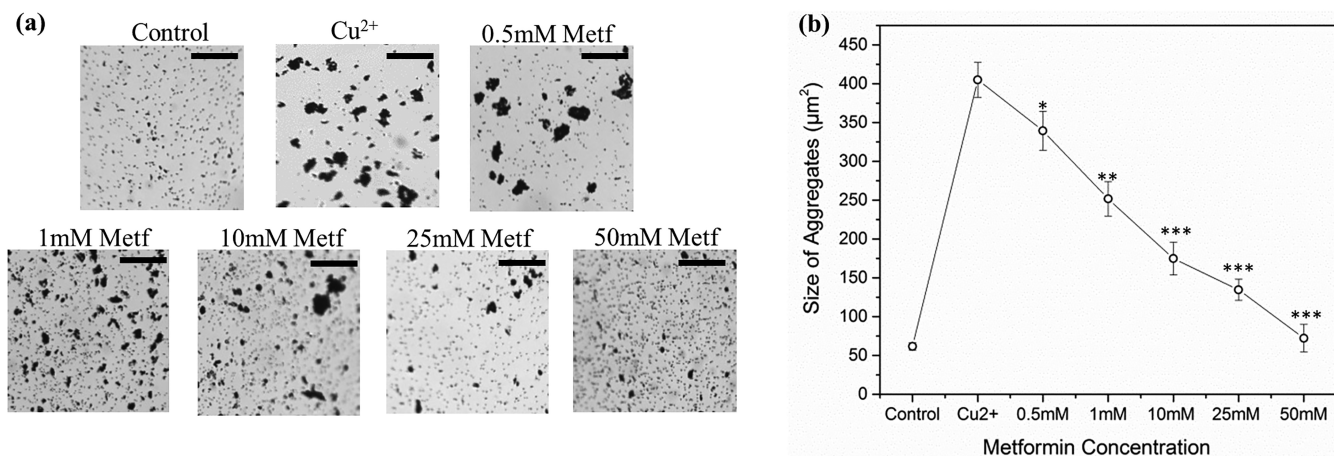 (a)
Control
Cu²⁺
0.5mM Metf
1mM Metf
10mM Metf
25mM Metf
50mM Metf
(b)
450
400
350
300
250
200
150
100
50
0
Size of Aggregates (µm²)
*
**
***
***
***
Control
Cu2+
0.5mM
1mM
10mM
25mM
50mM
Metformin Concentration